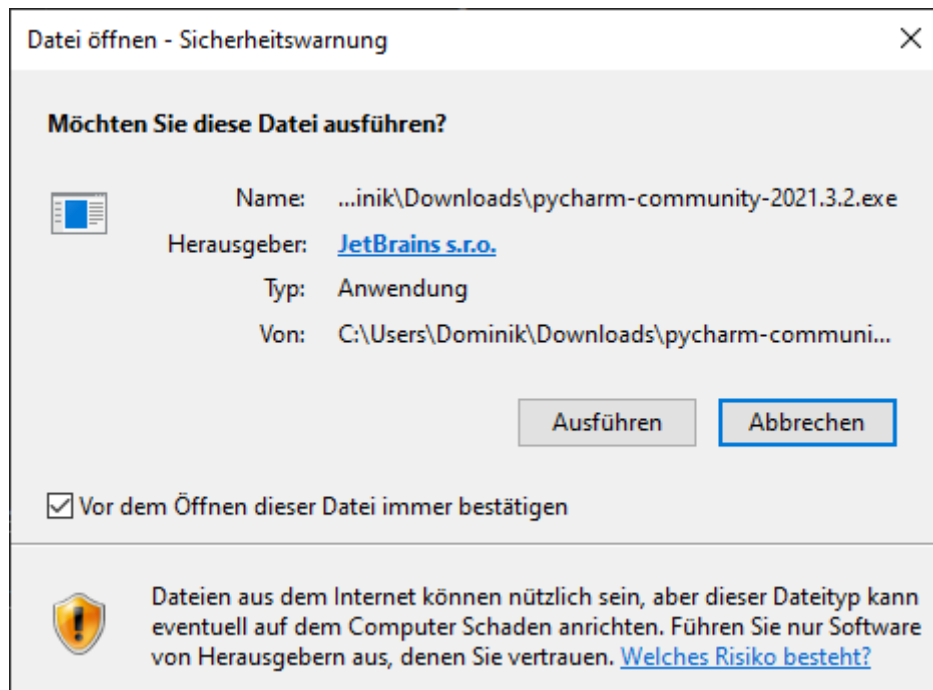 Datei öffnen - Sicherheitswarnung
Möchten Sie diese Datei ausführen?
Name: ...inik\Downloads\pycharm-community-2021.3.2.exe
Herausgeber: JetBrains s.r.o.
Typ: Anwendung
Von: C:\Users\Dominik\Downloads\pycharm-communi...
Ausführen Abbrechen
Vor dem Öffnen dieser Datei immer bestätigen
Dateien aus dem Internet können nützlich sein, aber dieser Dateityp kann
eventuell auf dem Computer Schaden anrichten. Führen Sie nur Software
von Herausgebern aus, denen Sie vertrauen. Welches Risiko besteht?